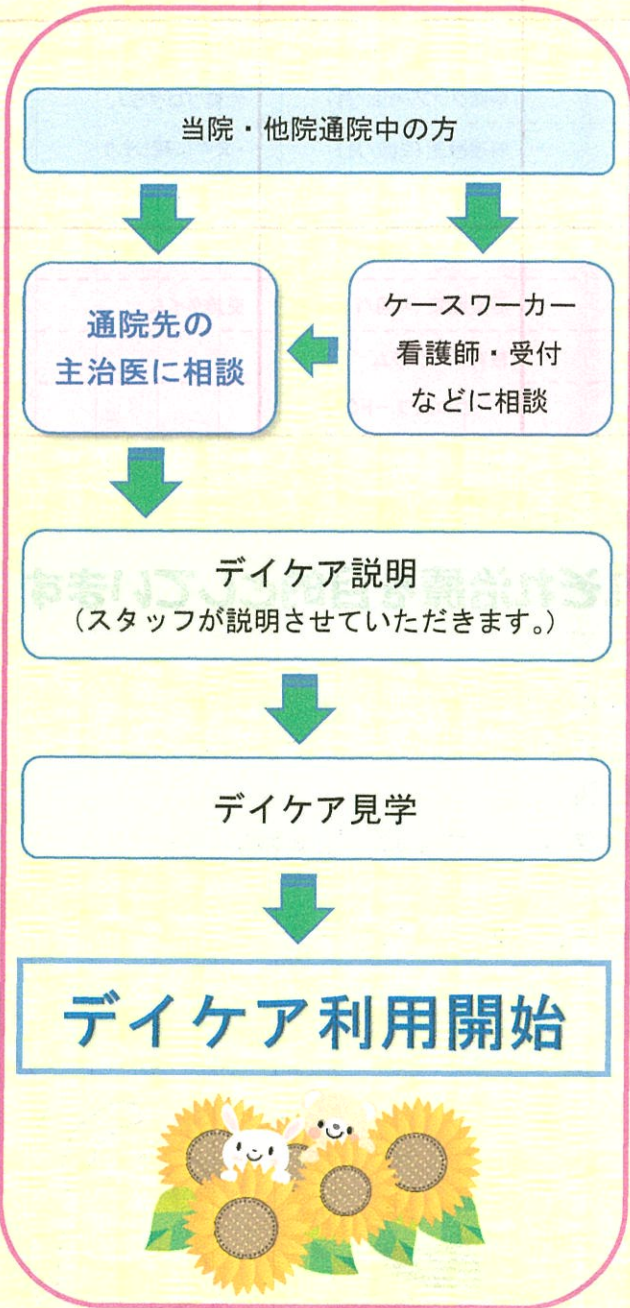 当院・他院通院中の方
通院先の
主治医に相談
ケースワーカー
看護師・受付
などに相談
デイケア説明
(スタッフが説明させていただきます。)
デイケア見学
デイケア利用開始